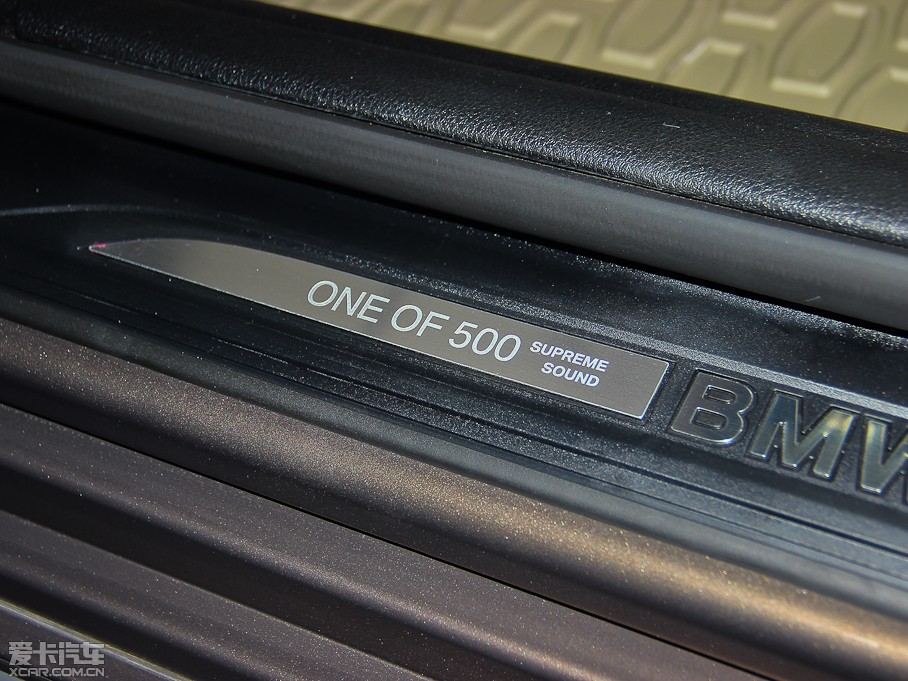 ONE OF 500
SUPREME
SOUND
BMW
爱卡汽车
XCAR.COM.CN